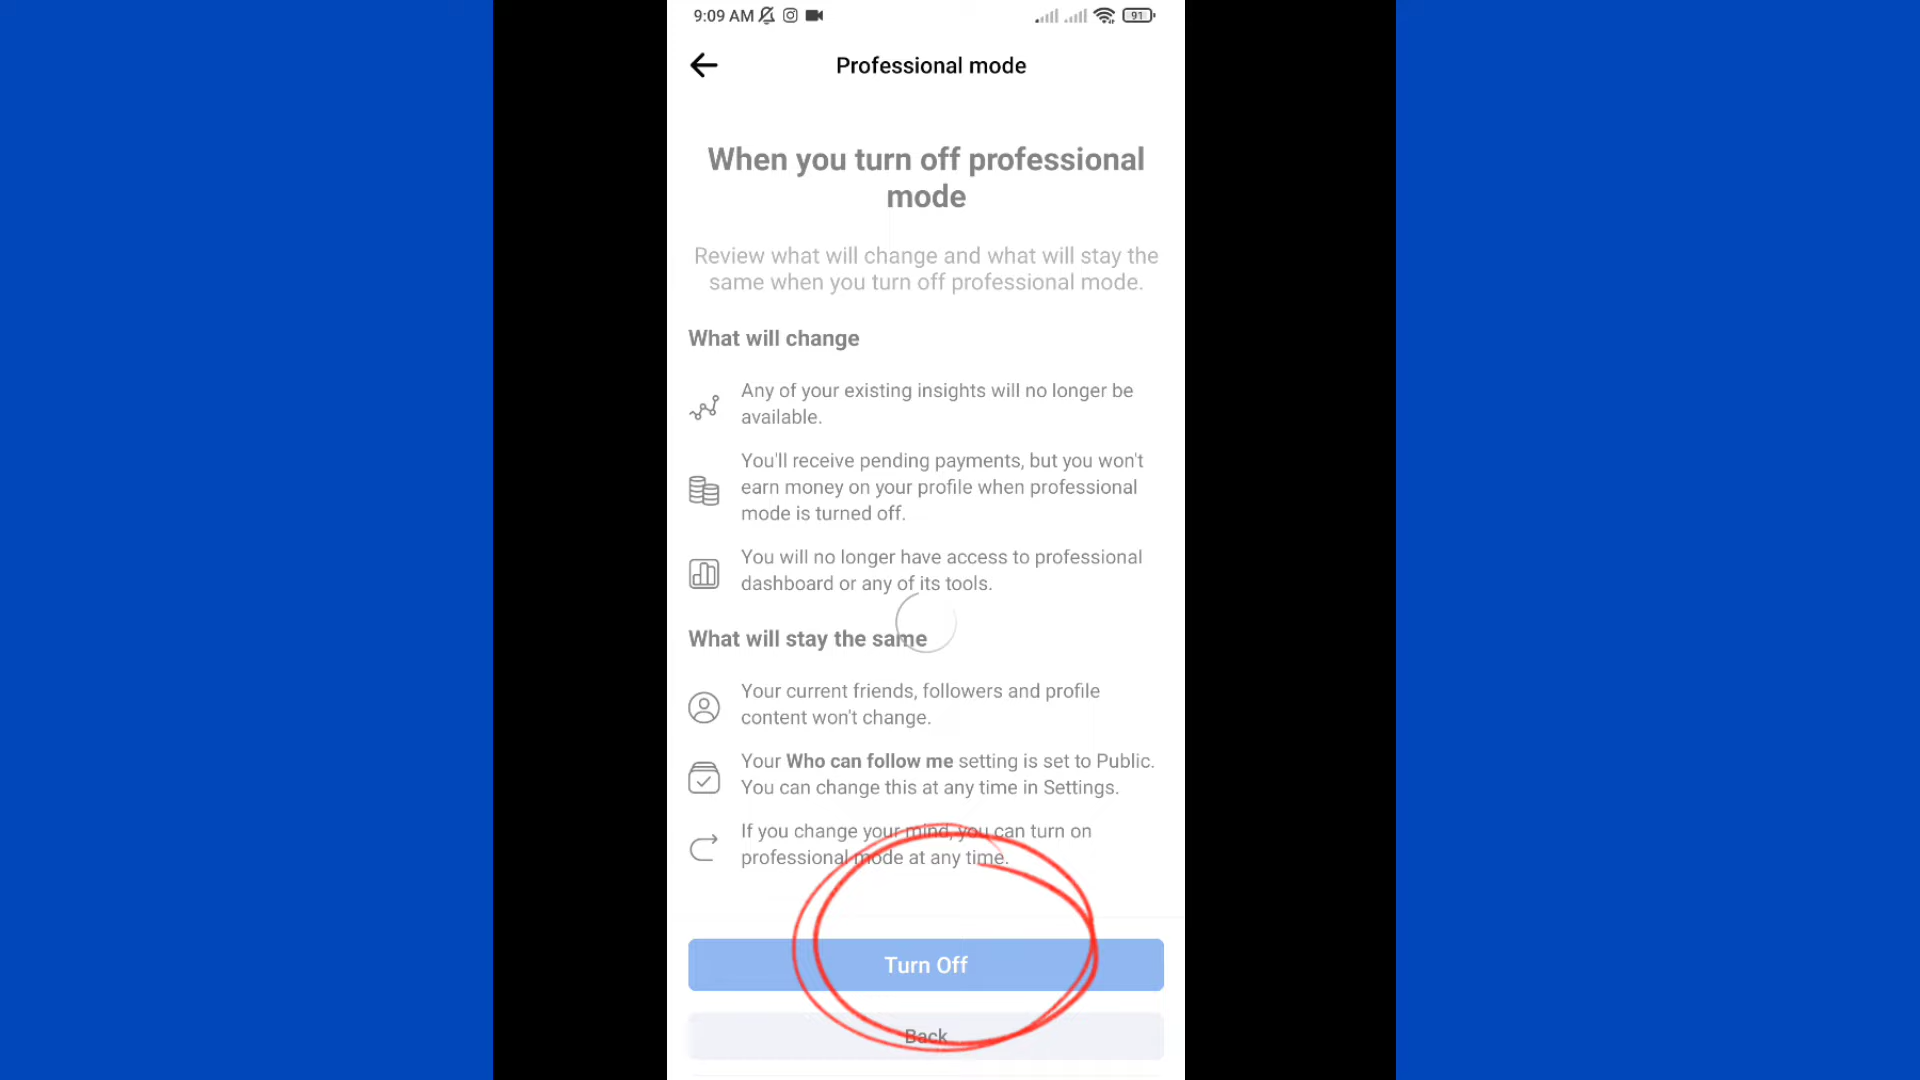 9:09 AM
91
Professional mode
When you turn off professional
mode
Review what will change and what will stay the
same when you turn off professional mode.
What will change
Any of your existing insights will no longer be
available.
You'll receive pending payments, but you won't
earn money on your profile when professional
mode is turned off.
You will no longer have access to professional
dashboard or any of its tools.
What will stay the same
Your current friends, followers and profile
content won't change.
Your Who can follow me setting is set to Public.
You can change this at any time in Settings.
If you change your mind, you can turn on
professional mode at any time.
Turn Off
Back